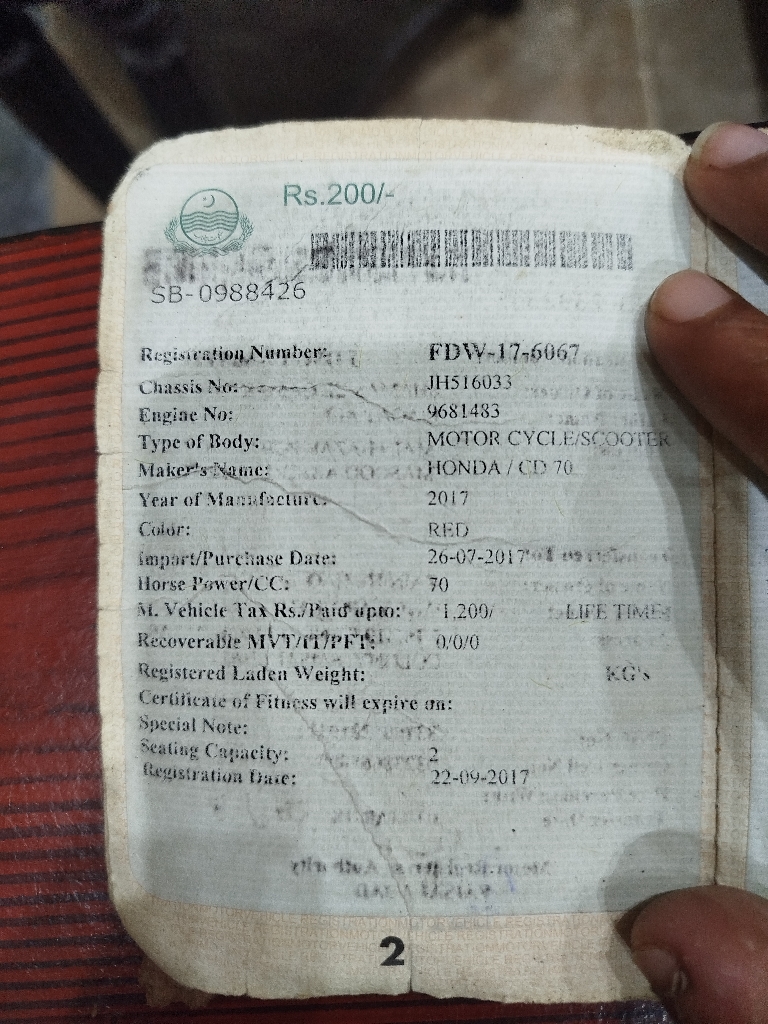 Rs.200/-
SB-0988426
Registration Number: FDW-17-6067
Chassis No: JH516033
Engine No: 9681483
Type of Body: MOTOR CYCLE/SCOOTER
Maker's Name: HONDA / CD 70
Year of Manufacture: 2017
Color: RED
Import/Purchase Date: 26-07-2017
Horse Power/CC: 70
M. Vehicle Tax Rs./Paid upto: 1,200/ LIFE TIME
Recoverable MVT/IT/PFT: 0/0/0
Registered Laden Weight: KG's
Certificate of Fitness will expire on:
Special Note:
Seating Capacity: 2
Registration Date: 22-09-2017
2